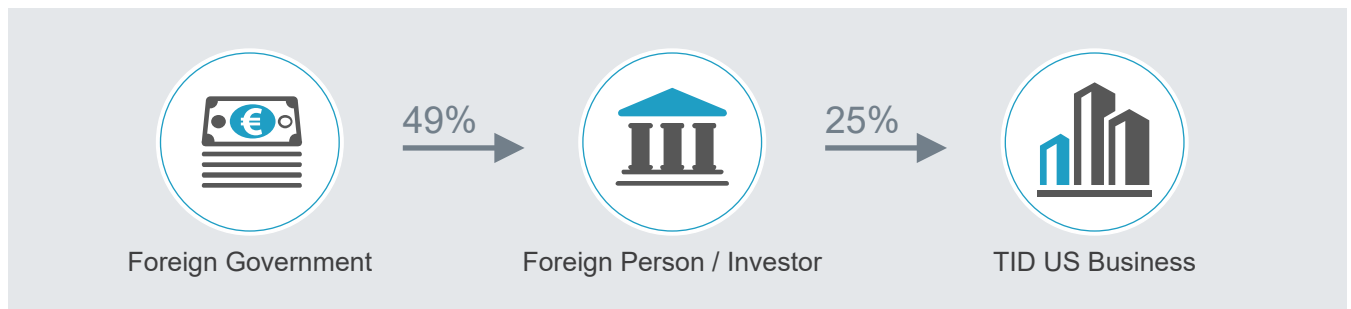 49%
25%
€
Foreign Government
Foreign Person / Investor
TID US Business